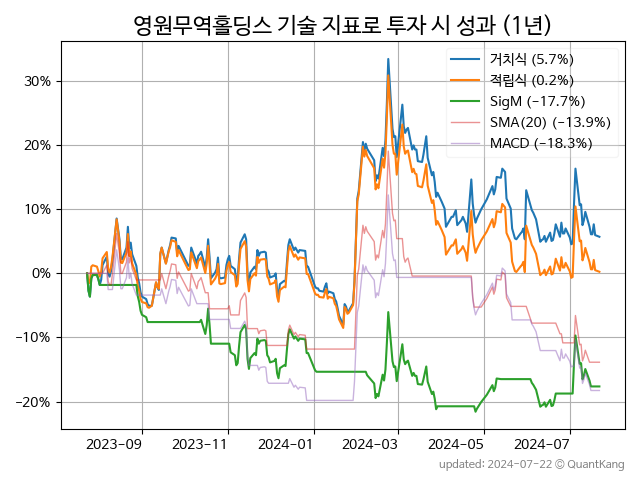 영원무역홀딩스 기술 지표로 투자 시 성과 (1년)
거치식 (5.7%)
적립식 (0.2%)
SigM (−17.7%)
SMA(20) (−13.9%)
MACD (−18.3%)
30%
20%
10%
0%
−10%
−20%
2023-09
2023-11
2024-01
2024-03
2024-05
2024-07
updated: 2024-07-22 © QuantKang